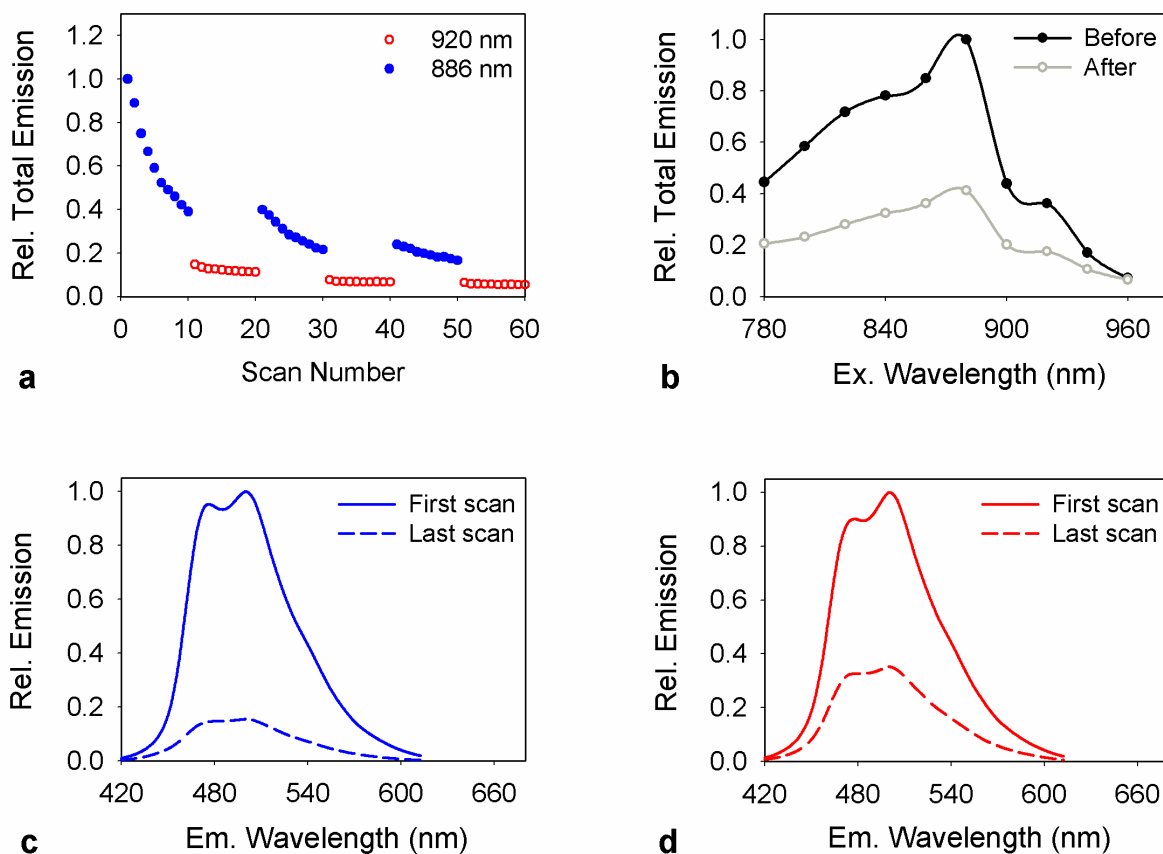 1.2
1.0
0.8
0.6
0.4
0.2
0.0
Rel. Total Emission
920 nm
886 nm
0 10 20 30 40 50 60
Scan Number
a
1.0
0.8
0.6
0.4
0.2
0.0
Rel. Total Emission
Before
After
780 840 900 960
Ex. Wavelength (nm)
b
1.0
0.8
0.6
0.4
0.2
0.0
Rel. Emission
First scan
Last scan
420 480 540 600 660
Em. Wavelength (nm)
c
1.0
0.8
0.6
0.4
0.2
0.0
Rel. Emission
First scan
Last scan
420 480 540 600 660
Em. Wavelength (nm)
d